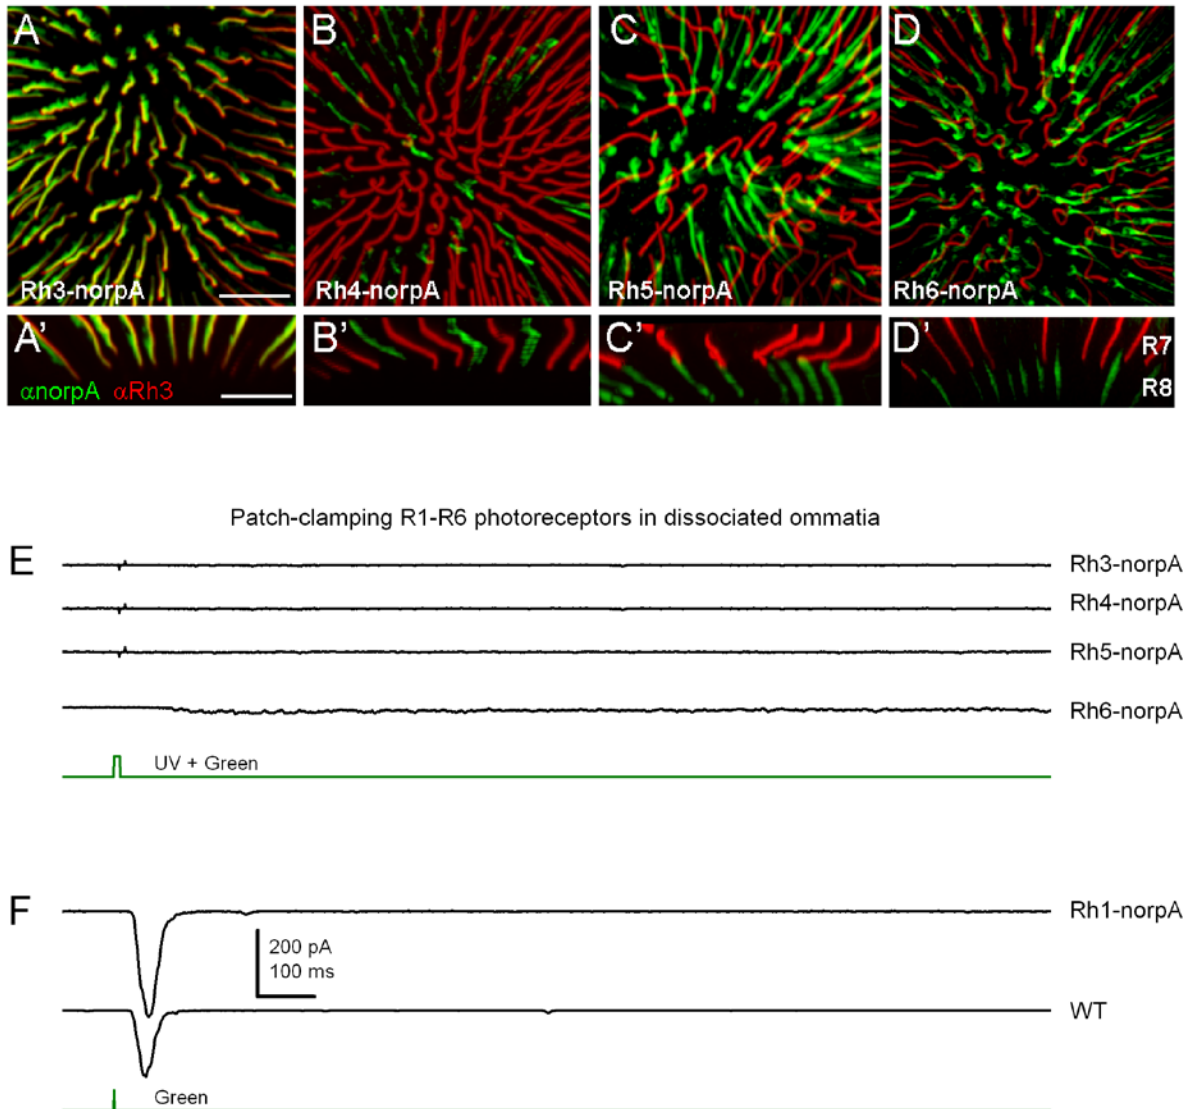 A B C D
Rh3-norpA Rh4-norpA Rh5-norpA Rh6-norpA
A' B' C' D'
R7
R8
αnorpA αRh3
Patch-clamping R1-R6 photoreceptors in dissociated ommatia
E
Rh3-norpA
Rh4-norpA
Rh5-norpA
Rh6-norpA
UV + Green
F
Rh1-norpA
200 pA
100 ms
WT
Green